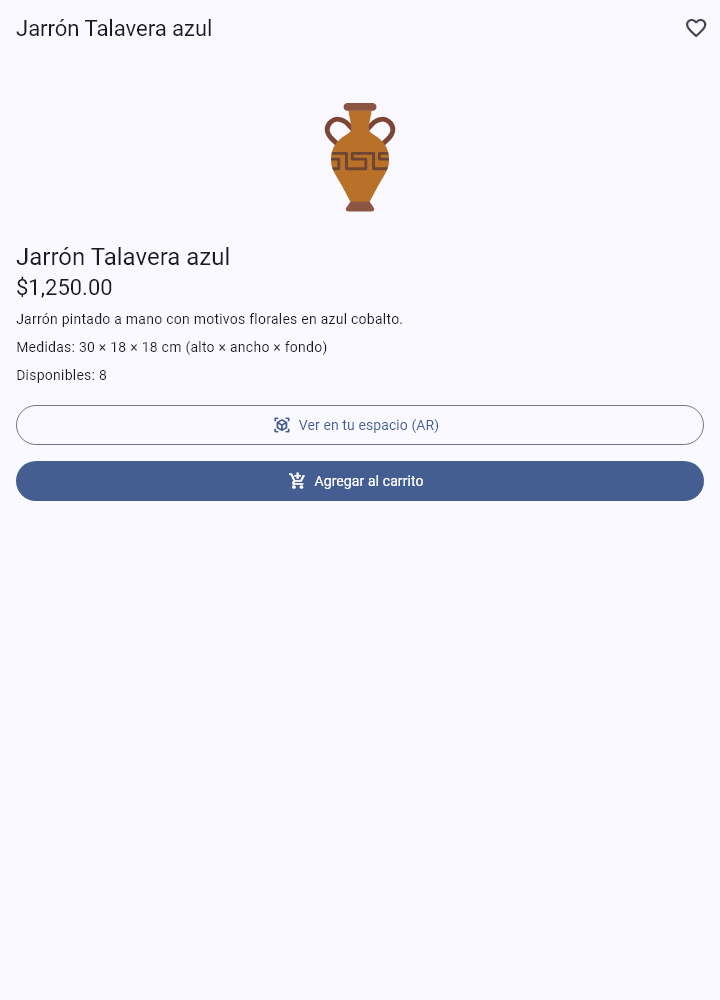 Jarrón Talavera azul
Jarrón Talavera azul
$1,250.00
Jarrón pintado a mano con motivos florales en azul cobalto.
Medidas: 30 × 18 × 18 cm (alto × ancho × fondo)
Disponibles: 8
Ver en tu espacio (AR)
Agregar al carrito